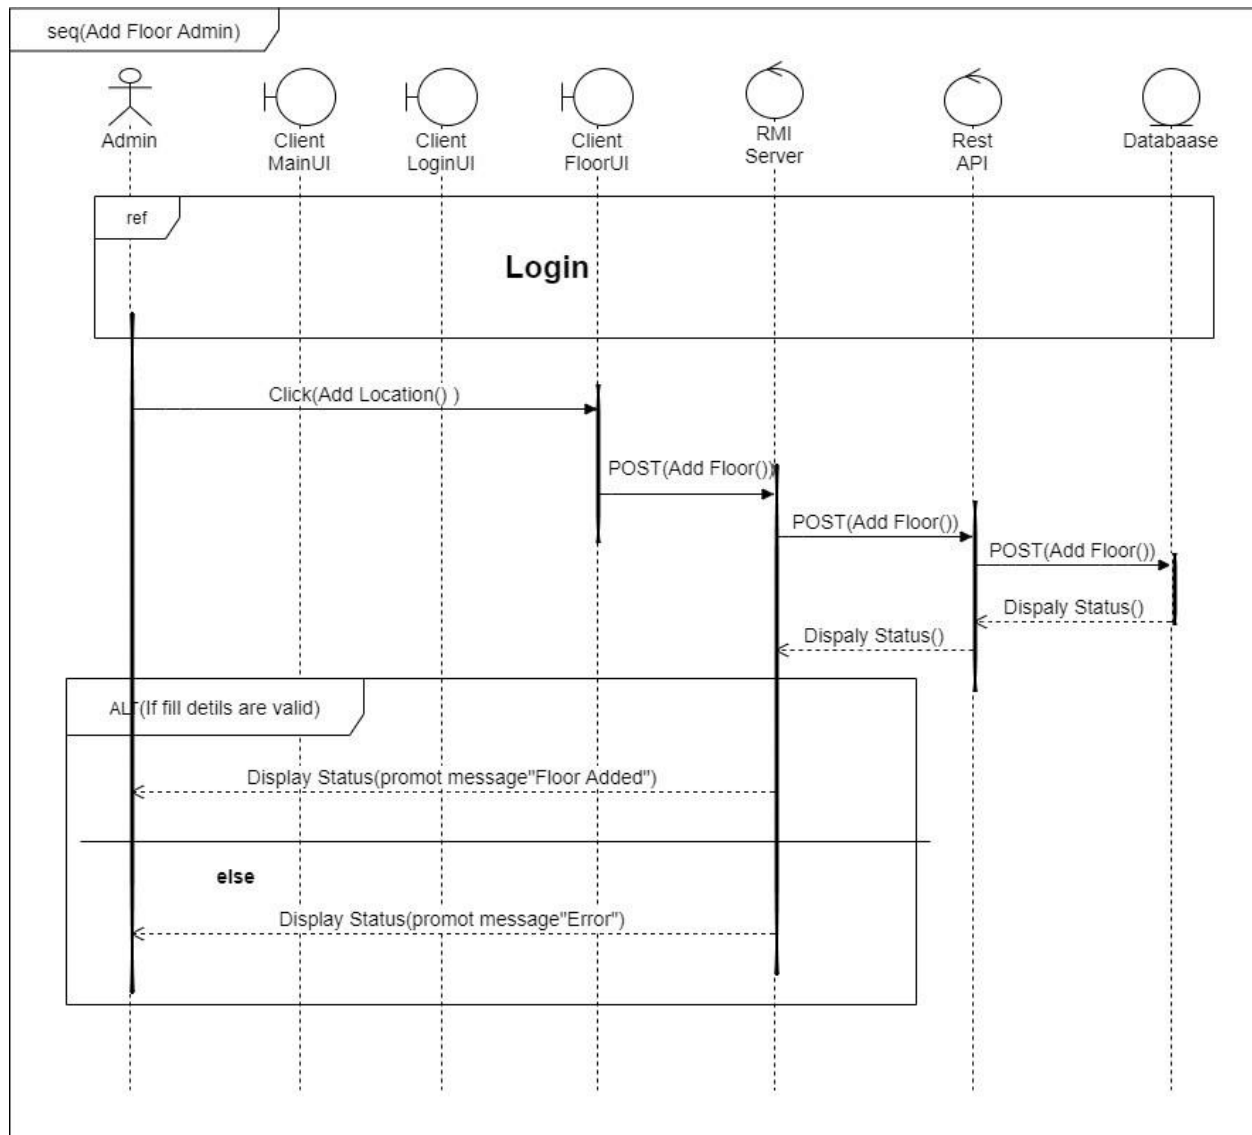 seq(Add Floor Admin)
Admin
Client
MainUI
Client
LoginUI
Client
FloorUI
RMI
Server
Rest
API
Databaase
ref
Login
Click(Add Location() )
POST(Add Floor())
POST(Add Floor())
POST(Add Floor())
Dispaly Status()
Dispaly Status()
ALT(If fill detils are valid)
Display Status(promot message"Floor Added")
else
Display Status(promot message"Error")